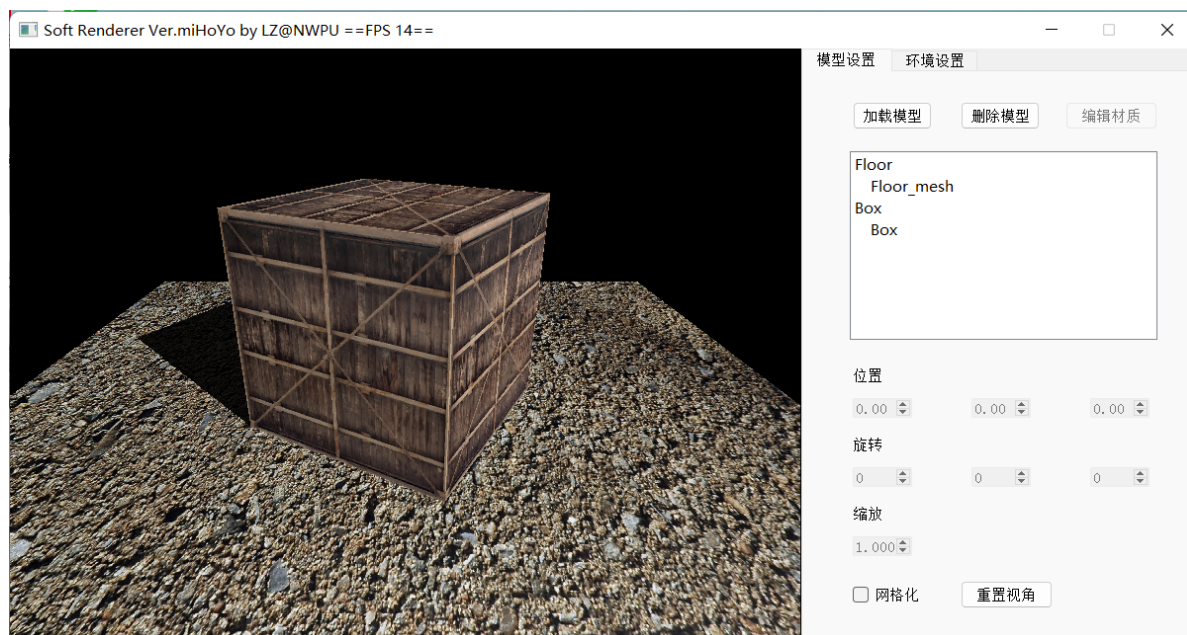 Soft Renderer Ver.miHoYo by LZ@NWPU ==FPS 14==
模型设置 环境设置
加载模型 删除模型 编辑材质
Floor
Floor_mesh
Box
Box
位置
0.00 0.00 0.00
旋转
0 0 0
缩放
1.000
网格化 重置视角